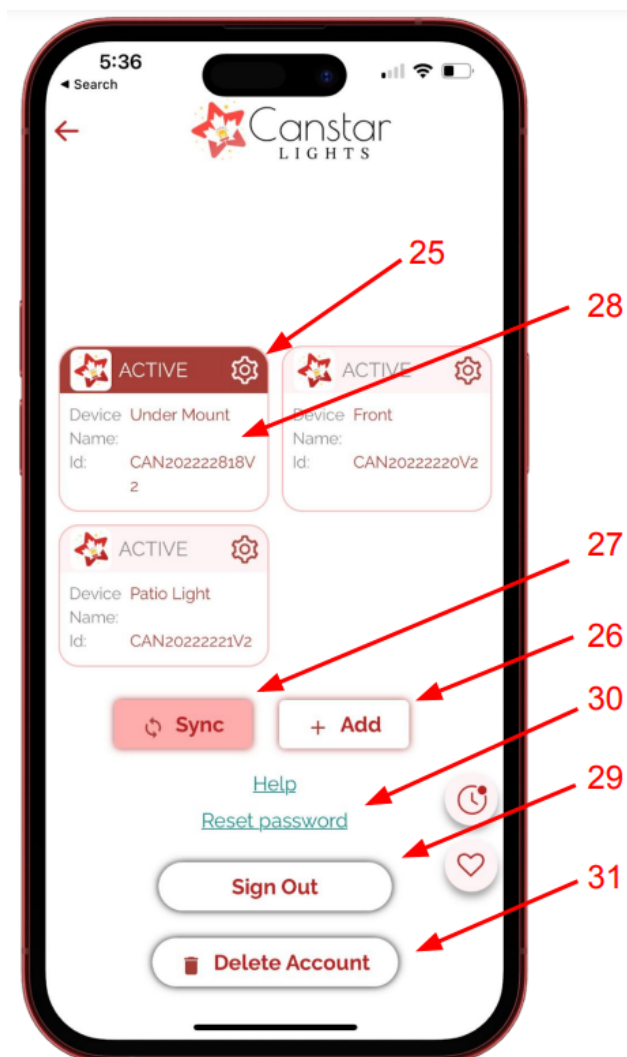 5:36
◄ Search
Canstar
LIGHTS
25
28
ACTIVE
ACTIVE
Device Name: Under Mount
Id: CAN202222818V
2
Device Name: Front
Id: CAN20222220V2
27
ACTIVE
Device Name: Patio Light
Id: CAN20222221V2
26
Sync
+ Add
30
Help
Reset password
29
Sign Out
31
Delete Account